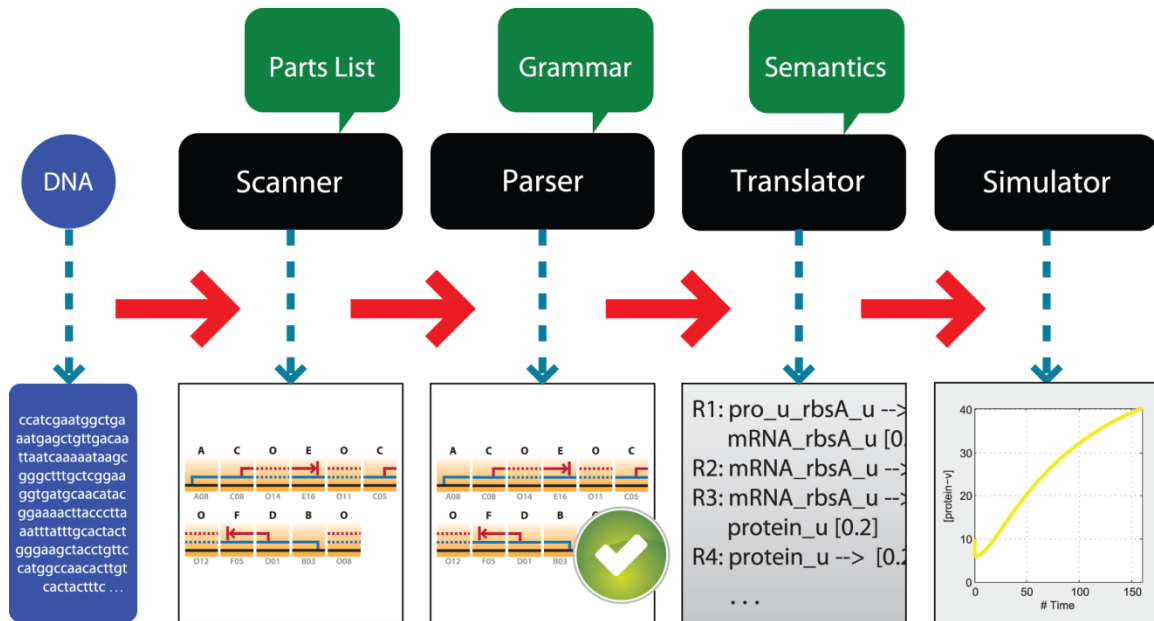 Parts List
Grammar
Semantics
DNA
Scanner
Parser
Translator
Simulator
ccatcgaatggctga
aatgagctgttgacaa
ttaatcaaaaataagc
gggctttgctcggaa
ggtgatgcaacatac
ggaaaacttacccttta
aatttatttgcactact
gggaagctacctgttc
catggccaacacttgt
cactactttc ...
A C O E O C
A08 C08 O14 E16 O11 C05
O F D B O
O12 F05 D01 B03 O08
A C O E O C
A08 C08 O14 E16 O11 C05
O F D B
O12 F05 D01 B03
R1: pro_u_rbsA_u -->
mRNA_rbsA_u [0.
R2: mRNA_rbsA_u -->
R3: mRNA_rbsA_u -->
protein_u [0.2]
R4: protein_u --> [0.2
...
[protein-v]
40
30
20
10
0
0 50 100 150
# Time